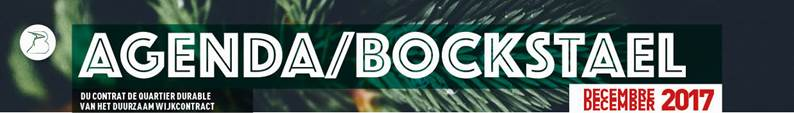 AGENDA/BOCKSTAEL
DU CONTRAT DE QUARTIER DURABLE
VAN HET DUURZAAM WIJKCONTRACT
DECEMBRE
DECEMBER 2017